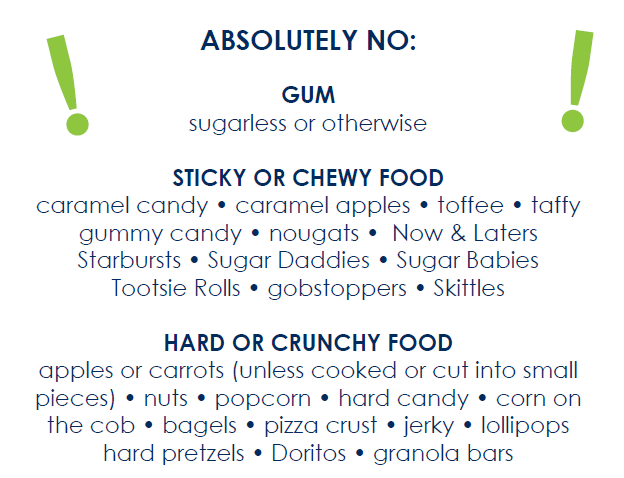 ABSOLUTELY NO:
GUM
sugarless or otherwise
STICKY OR CHEWY FOOD
caramel candy • caramel apples • toffee • taffy
gummy candy • nougats • Now & Laters
Starbursts • Sugar Daddies • Sugar Babies
Tootsie Rolls • gobstoppers • Skittles
HARD OR CRUNCHY FOOD
apples or carrots (unless cooked or cut into small
pieces) • nuts • popcorn • hard candy • corn on
the cob • bagels • pizza crust • jerky • lollipops
hard pretzels • Doritos • granola bars